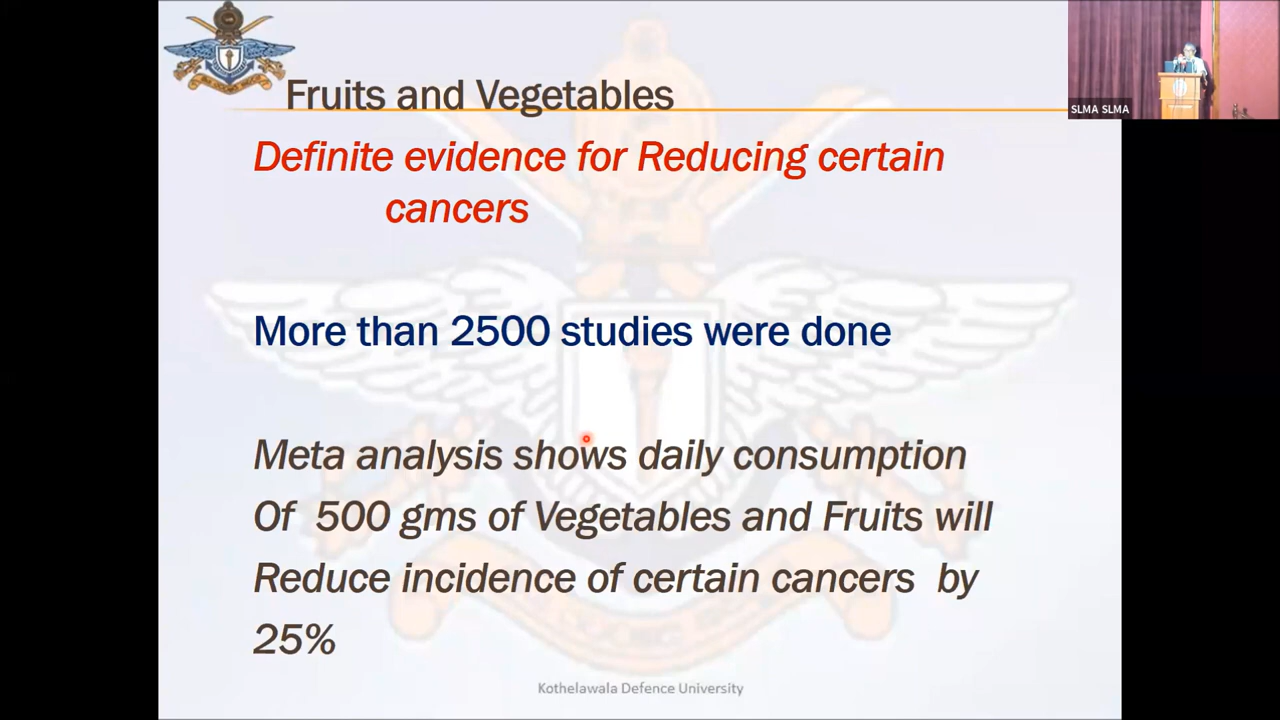 Fruits and Vegetables
SLMA SLMA
Definite evidence for Reducing certain
cancers
More than 2500 studies were done
Meta analysis shows daily consumption
Of 500 gms of Vegetables and Fruits will
Reduce incidence of certain cancers by
25%
Kothelawala Defence University